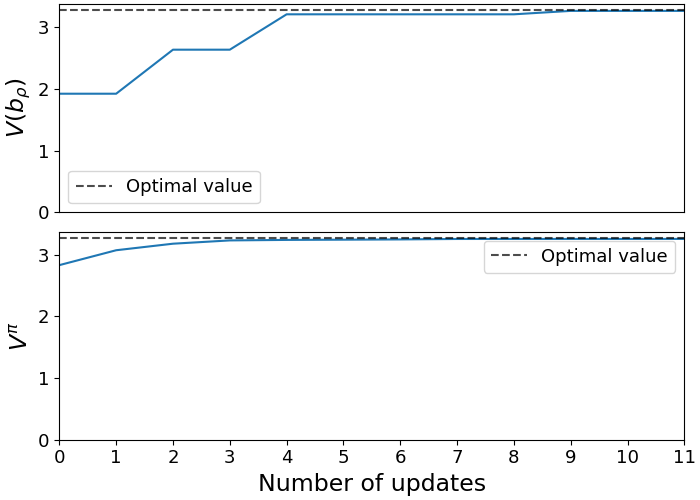 3
2
1
0
V(b_ρ)
Optimal value
3
2
1
0
V^π
Optimal value
0 1 2 3 4 5 6 7 8 9 10 11
Number of updates